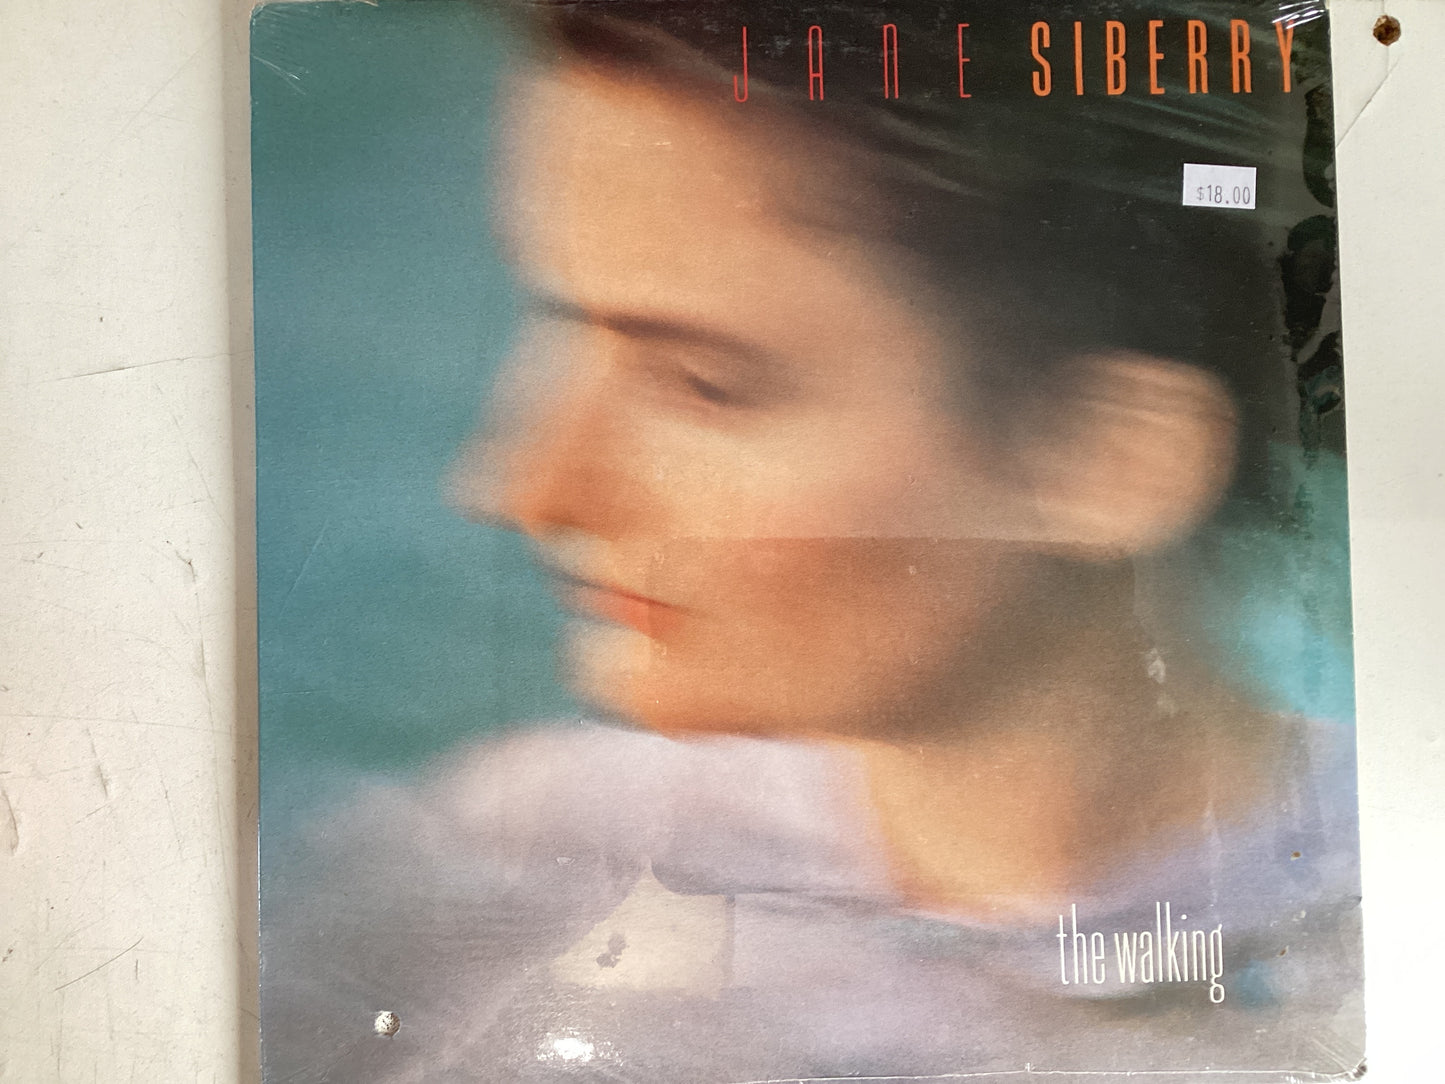 JANE SIBERRY
$18.00
the walking